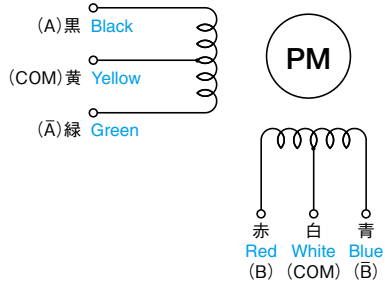 (A)黒 Black
(COM)黄 Yellow
(Ā)緑 Green
PM
赤 白 青
Red White Blue
(B) (COM) (B̄)